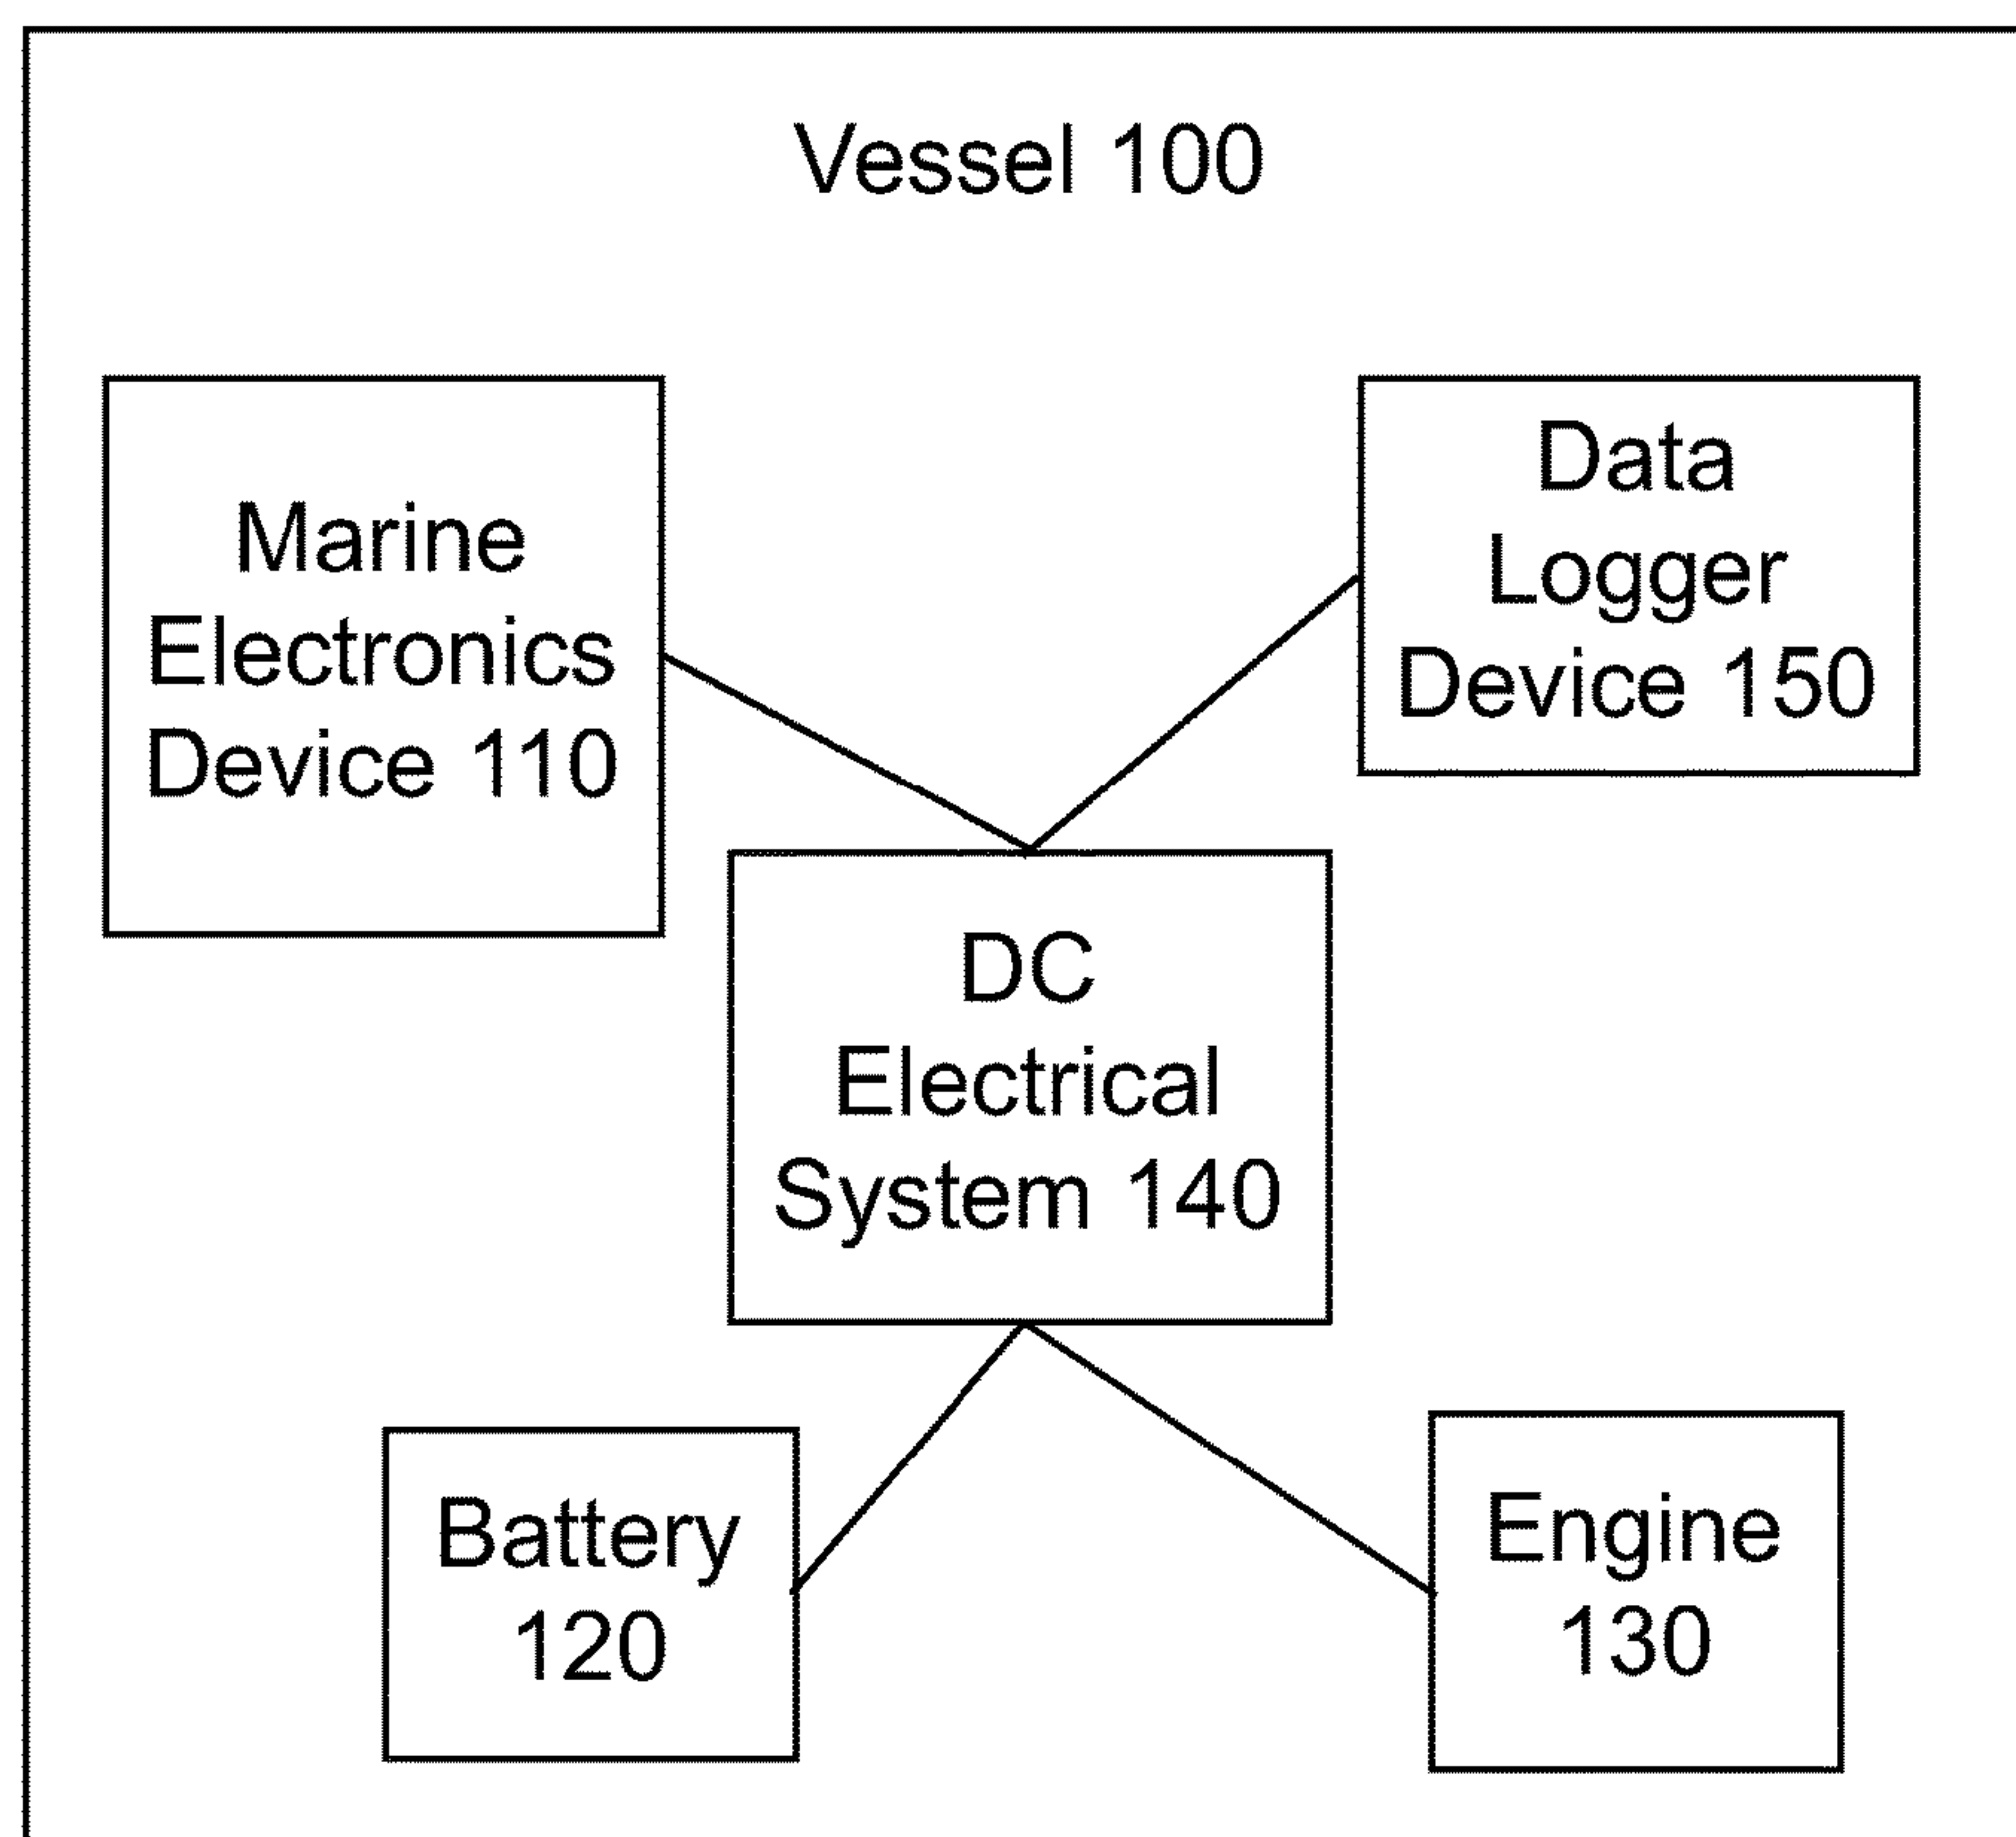 Vessel 100
Marine
Electronics
Device 110
Data
Logger
Device 150
DC
Electrical
System 140
Battery
120
Engine
130